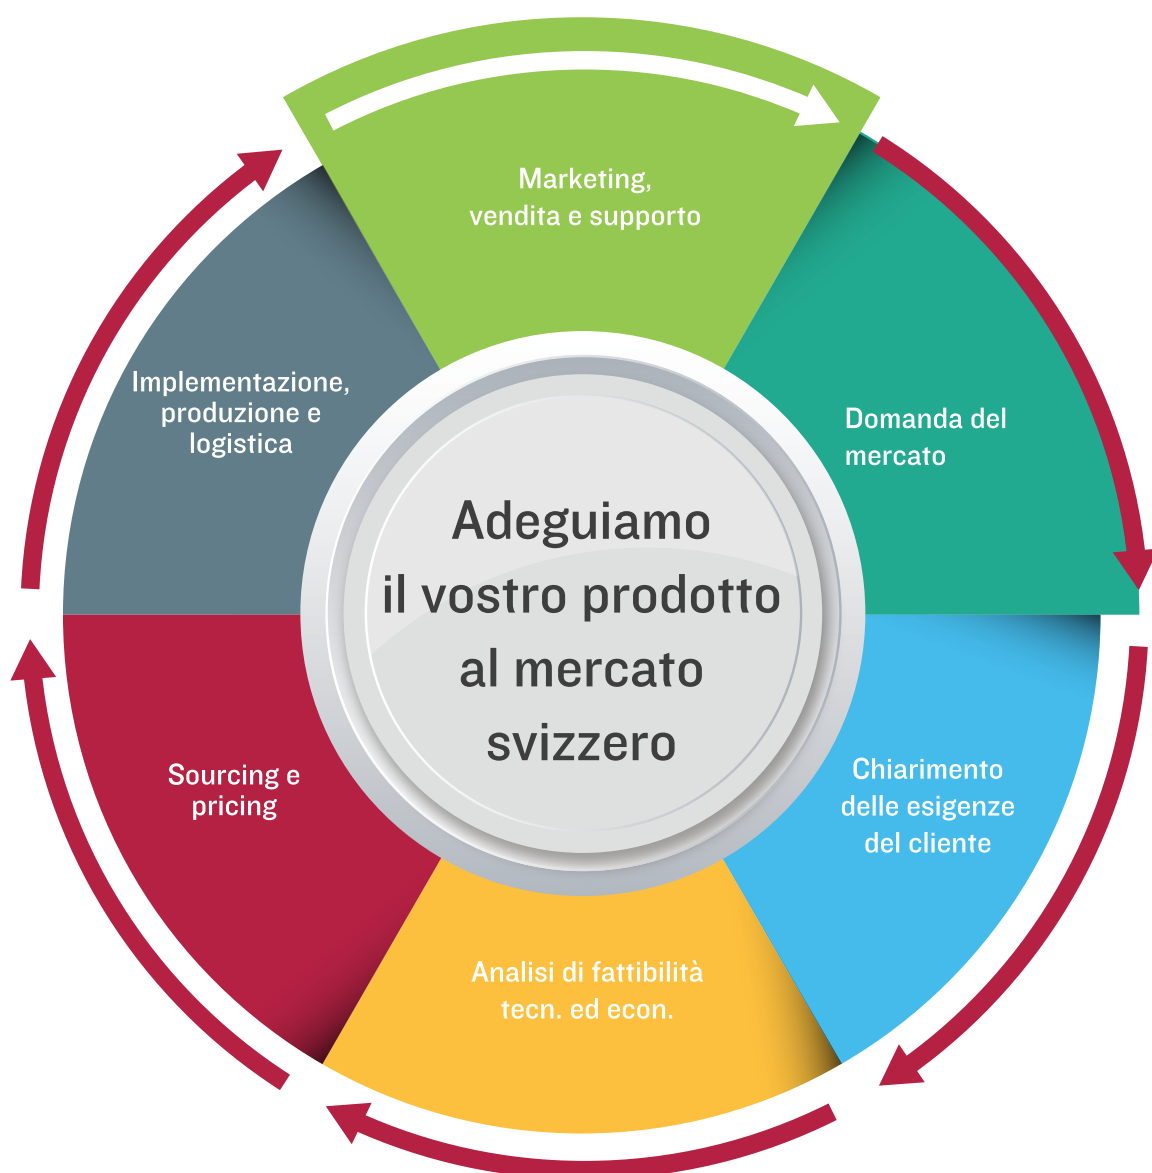 Marketing,
vendita e supporto
Domanda del
mercato
Chiarimento
delle esigenze
del cliente
Analisi di fattibilità
tecn. ed econ.
Sourcing e
pricing
Implementazione,
produzione e
logistica
Adeguiamo
il vostro prodotto
al mercato
svizzero